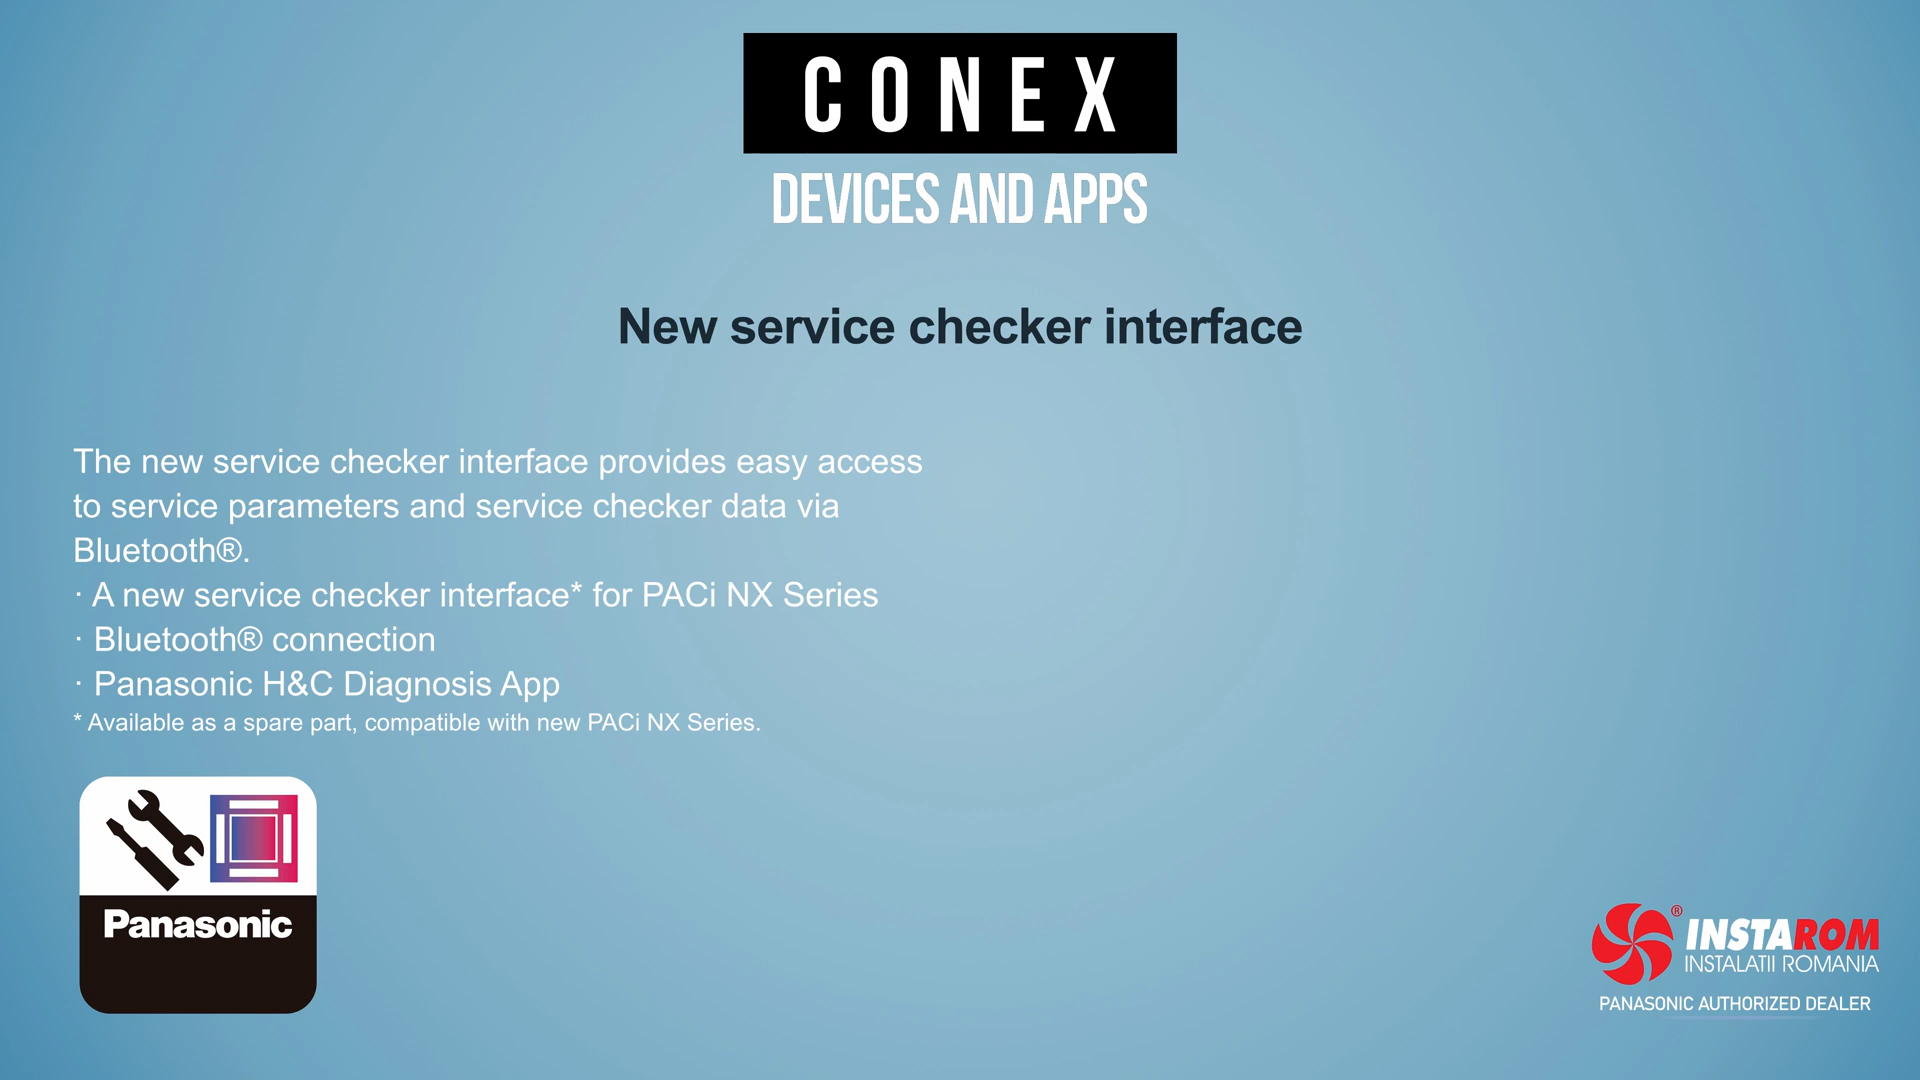 CONEX
DEVICES AND APPS
New service checker interface
The new service checker interface provides easy access
to service parameters and service checker data via
Bluetooth®.
· A new service checker interface* for PACi NX Series
· Bluetooth® connection
· Panasonic H&C Diagnosis App
* Available as a spare part, compatible with new PACi NX Series.
Panasonic
® INSTAROM
INSTALATII ROMANIA
PANASONIC AUTHORIZED DEALER